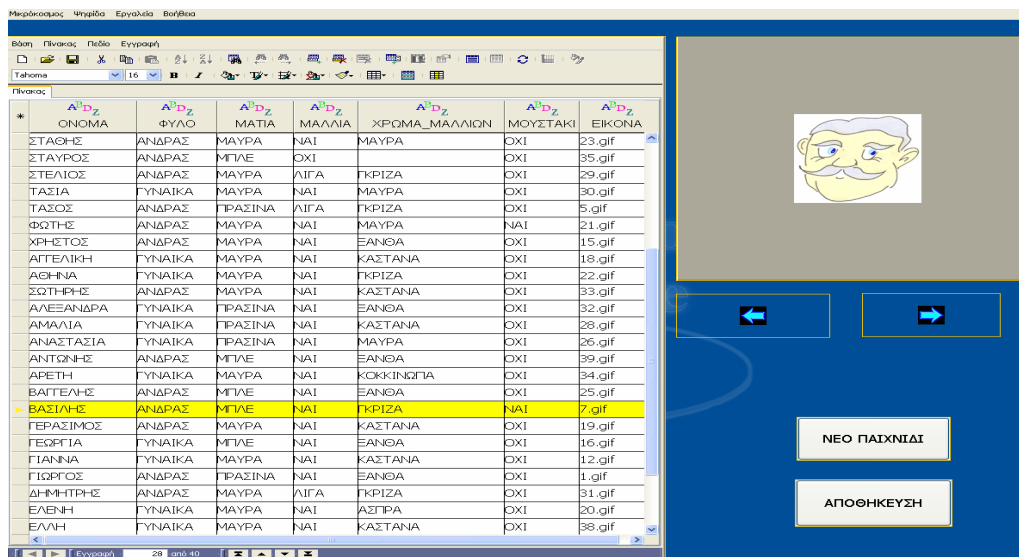 Μικρόκοσμος Ψηφίδα Εργαλεία Βοήθεια
Βάση Πίνακας Πεδίο Εγγραφή
Tahoma 16 B I
Πίνακας
* ΟΝΟΜΑ ΦΥΛΟ ΜΑΤΙΑ ΜΑΛΛΙΑ ΧΡΩΜΑ_ΜΑΛΛΙΩΝ ΜΟΥΣΤΑΚΙ ΕΙΚΟΝΑ
ΣΤΑΘΗΣ ΑΝΔΡΑΣ ΜΑΥΡΑ ΝΑΙ ΜΑΥΡΑ ΟΧΙ 23.gif
ΣΤΑΥΡΟΣ ΑΝΔΡΑΣ ΜΠΛΕ ΟΧΙ ΟΧΙ 35.gif
ΣΤΕΛΙΟΣ ΑΝΔΡΑΣ ΜΑΥΡΑ ΛΙΓΑ ΓΚΡΙΖΑ ΟΧΙ 29.gif
ΤΑΣΙΑ ΓΥΝΑΙΚΑ ΜΑΥΡΑ ΝΑΙ ΜΑΥΡΑ ΟΧΙ 30.gif
ΤΑΣΟΣ ΑΝΔΡΑΣ ΠΡΑΣΙΝΑ ΛΙΓΑ ΓΚΡΙΖΑ ΟΧΙ 5.gif
ΦΩΤΗΣ ΑΝΔΡΑΣ ΜΑΥΡΑ ΝΑΙ ΜΑΥΡΑ ΝΑΙ 21.gif
ΧΡΗΣΤΟΣ ΑΝΔΡΑΣ ΜΑΥΡΑ ΝΑΙ ΞΑΝΘΑ ΟΧΙ 15.gif
ΑΓΓΕΛΙΚΗ ΓΥΝΑΙΚΑ ΜΑΥΡΑ ΝΑΙ ΚΑΣΤΑΝΑ ΟΧΙ 18.gif
ΑΘΗΝΑ ΓΥΝΑΙΚΑ ΜΑΥΡΑ ΝΑΙ ΓΚΡΙΖΑ ΟΧΙ 22.gif
ΣΩΤΗΡΗΣ ΑΝΔΡΑΣ ΜΑΥΡΑ ΝΑΙ ΚΑΣΤΑΝΑ ΟΧΙ 33.gif
ΑΛΕΞΑΝΔΡΑ ΓΥΝΑΙΚΑ ΠΡΑΣΙΝΑ ΝΑΙ ΞΑΝΘΑ ΟΧΙ 32.gif
ΑΜΑΛΙΑ ΓΥΝΑΙΚΑ ΠΡΑΣΙΝΑ ΝΑΙ ΚΑΣΤΑΝΑ ΟΧΙ 28.gif
ΑΝΑΣΤΑΣΙΑ ΓΥΝΑΙΚΑ ΠΡΑΣΙΝΑ ΝΑΙ ΜΑΥΡΑ ΟΧΙ 26.gif
ΑΝΤΩΝΗΣ ΑΝΔΡΑΣ ΜΠΛΕ ΝΑΙ ΞΑΝΘΑ ΟΧΙ 39.gif
ΑΡΕΤΗ ΓΥΝΑΙΚΑ ΜΑΥΡΑ ΝΑΙ ΚΟΚΚΙΝΩΠΑ ΟΧΙ 34.gif
ΒΑΓΓΕΛΗΣ ΑΝΔΡΑΣ ΜΠΛΕ ΝΑΙ ΞΑΝΘΑ ΟΧΙ 25.gif
ΒΑΣΙΛΗΣ ΑΝΔΡΑΣ ΜΠΛΕ ΝΑΙ ΓΚΡΙΖΑ ΝΑΙ 7.gif
ΓΕΡΑΣΙΜΟΣ ΑΝΔΡΑΣ ΜΑΥΡΑ ΝΑΙ ΚΑΣΤΑΝΑ ΟΧΙ 19.gif
ΓΕΩΡΓΙΑ ΓΥΝΑΙΚΑ ΜΠΛΕ ΝΑΙ ΞΑΝΘΑ ΟΧΙ 16.gif
ΓΙΑΝΝΑ ΓΥΝΑΙΚΑ ΜΑΥΡΑ ΝΑΙ ΚΑΣΤΑΝΑ ΟΧΙ 12.gif
ΓΙΩΡΓΟΣ ΑΝΔΡΑΣ ΠΡΑΣΙΝΑ ΝΑΙ ΞΑΝΘΑ ΟΧΙ 1.gif
ΔΗΜΗΤΡΗΣ ΑΝΔΡΑΣ ΜΑΥΡΑ ΛΙΓΑ ΓΚΡΙΖΑ ΟΧΙ 31.gif
ΕΛΕΝΗ ΓΥΝΑΙΚΑ ΜΑΥΡΑ ΝΑΙ ΑΣΠΡΑ ΟΧΙ 20.gif
ΕΛΛΗ ΓΥΝΑΙΚΑ ΜΑΥΡΑ ΝΑΙ ΚΑΣΤΑΝΑ ΟΧΙ 38.gif
Εγγραφή 28 από 40
ΝΕΟ ΠΑΙΧΝΙΔΙ
ΑΠΟΘΗΚΕΥΣΗ